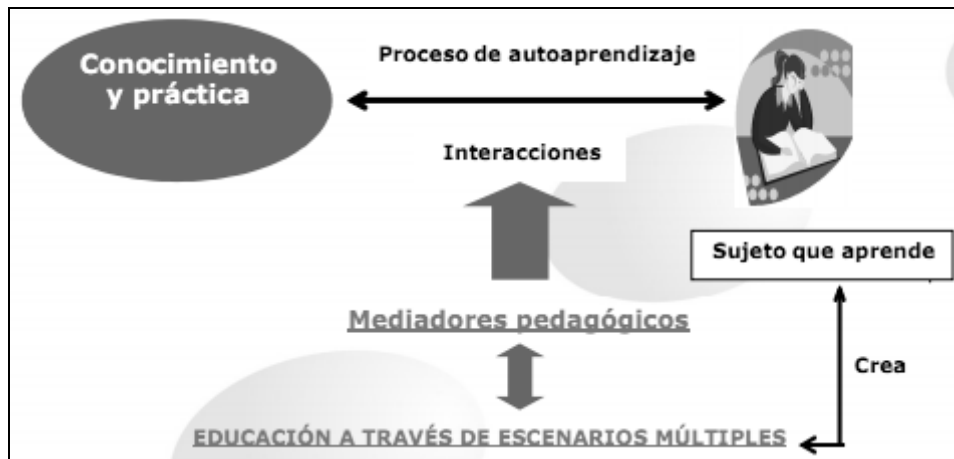 Conocimiento
y práctica
Proceso de autoaprendizaje
Interacciones
Sujeto que aprende
Mediadores pedagógicos
Crea
EDUCACIÓN A TRAVÉS DE ESCENARIOS MÚLTIPLES